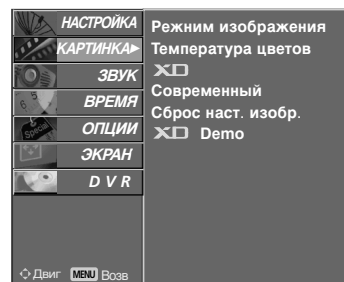 НАСТРОЙКА
КАРТИНКА
ЗВУК
ВРЕМЯ
ОПЦИИ
ЭКРАН
D V R
Режним изображения
Температура цветов
XD
Современный
Сброс наст. изобр.
XD Demo
Двиг MENU Возв